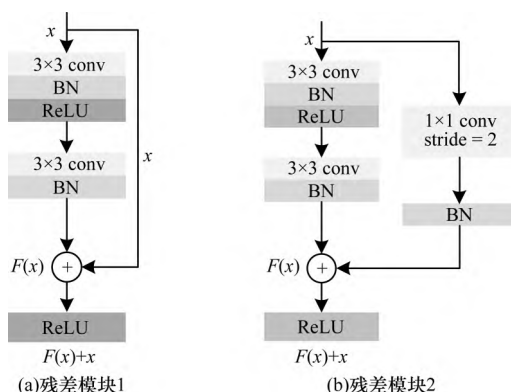 x
3×3 conv
BN
ReLU
3×3 conv
BN
x
F(x)
+
ReLU
F(x)+x
(a)残差模块1
x
3×3 conv
BN
ReLU
3×3 conv
BN
1×1 conv
stride = 2
BN
F(x)
+
ReLU
F(x)+x
(b)残差模块2